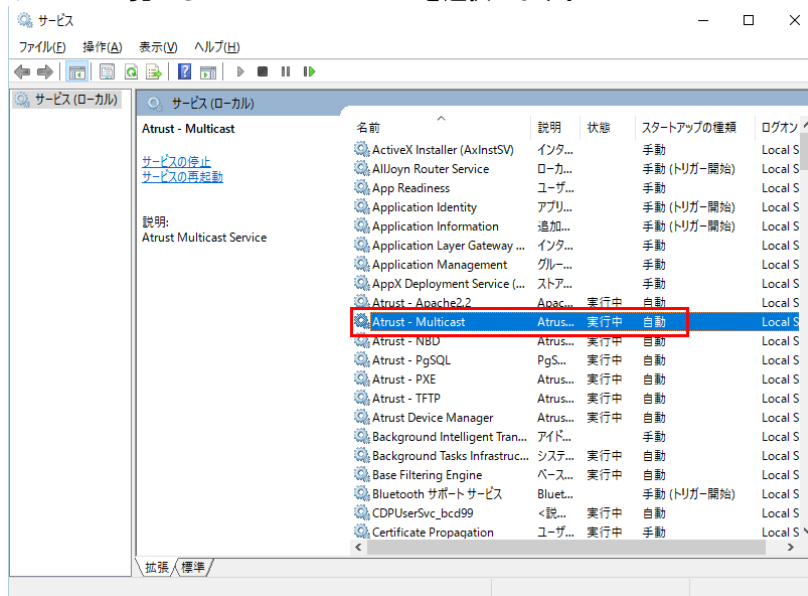 サービス
ファイル(F) 操作(A) 表示(V) ヘルプ(H)
サービス (ローカル)
サービス (ローカル)
Atrust - Multicast
サービスの停止
サービスの再起動
説明:
Atrust Multicast Service
名前 説明 状態 スタートアップの種類 ログオン
ActiveX Installer (AxInstSV) インタ... 手動 Local S
AllJoyn Router Service ローカ... 手動 (トリガー開始) Local S
App Readiness ユーザ... 手動 Local S
Application Identity アプリ... 手動 (トリガー開始) Local S
Application Information 追加... 手動 (トリガー開始) Local S
Application Layer Gateway ... インタ... 手動 Local S
Application Management グルー... 手動 Local S
AppX Deployment Service (... ストア... 手動 Local S
Atrust - Apache2.2 Apac... 実行中 自動 Local S
Atrust - Multicast Atrus... 実行中 自動 Local S
Atrust - NBD Atrus... 実行中 自動 Local S
Atrust - PgSQL PgS... 実行中 自動 Local S
Atrust - PXE Atrus... 実行中 自動 Local S
Atrust - TFTP Atrus... 実行中 自動 Local S
Atrust Device Manager Atrus... 実行中 自動 Local S
Background Intelligent Tran... アイド... 手動 Local S
Background Tasks Infrastruc... システ... 実行中 自動 Local S
Base Filtering Engine ベース... 実行中 自動 Local S
Bluetooth サポート サービス Bluet... 手動 (トリガー開始) Local S
CDPUserSvc_bcd99 <説... 実行中 自動 Local S
Certificate Propagation ユーザ... 実行中 手動 Local S
拡張 標準